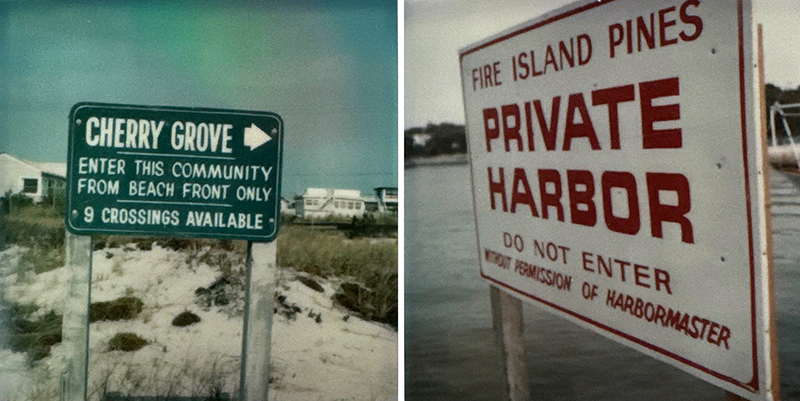 CHERRY GROVE
ENTER THIS COMMUNITY
FROM BEACH FRONT ONLY
9 CROSSINGS AVAILABLE
FIRE ISLAND PINES
PRIVATE
HARBOR
DO NOT ENTER
WITHOUT PERMISSION OF HARBORMASTER